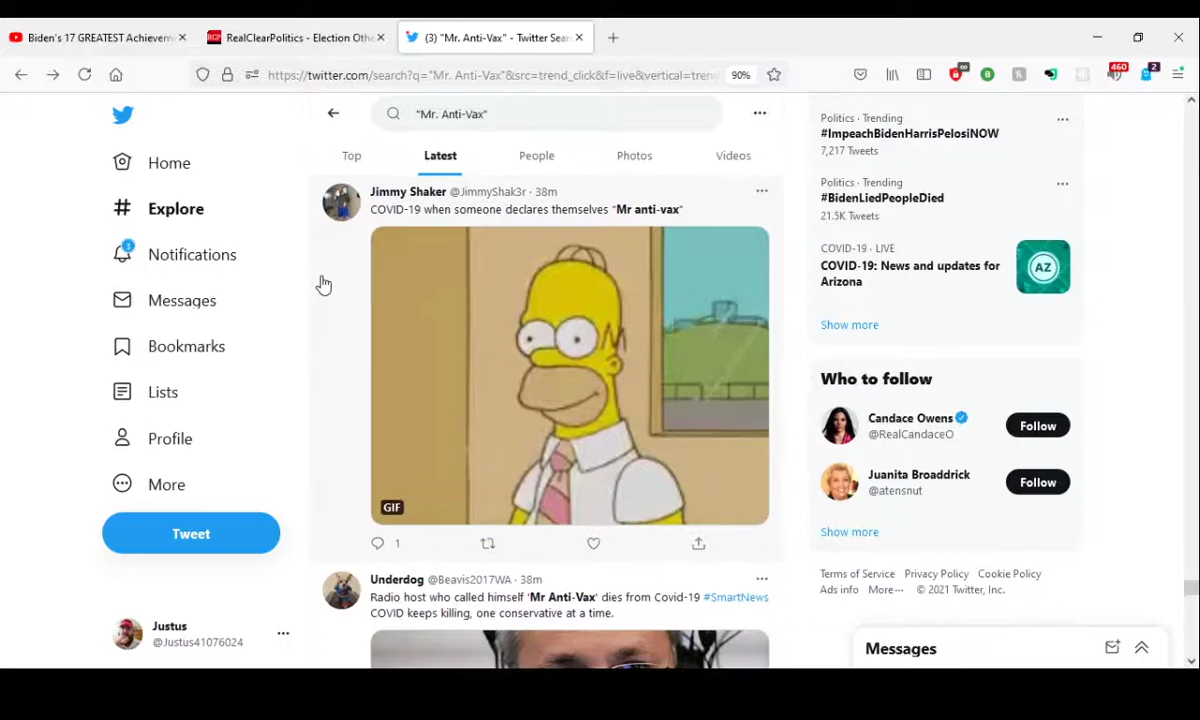 Biden's 17 GREATEST Achievem
RealClearPolitics - Election Oth
(3) "Mr. Anti-Vax" - Twitter Sear
https://twitter.com/search?q="Mr. Anti-Vax"&src=trend_click&f=live&vertical=tren
90%
460
2
"Mr. Anti-Vax"
Top
Latest
People
Photos
Videos
Home
Explore
3
Notifications
Messages
Bookmarks
Lists
Profile
More
Tweet
Justus
@Justus41076024
Jimmy Shaker @JimmyShak3r · 38m
COVID-19 when someone declares themselves "Mr anti-vax"
GIF
1
Underdog @Beavis2017WA · 38m
Radio host who called himself 'Mr Anti-Vax' dies from Covid-19 #SmartNews
COVID keeps killing, one conservative at a time.
Politics · Trending
#ImpeachBidenHarrisPelosiNOW
7,217 Tweets
Politics · Trending
#BidenLiedPeopleDied
21.5K Tweets
COVID-19 · LIVE
COVID-19: News and updates for
Arizona
AZ
Show more
Who to follow
Candace Owens
@RealCandaceO
Follow
Juanita Broaddrick
@atensnut
Follow
Show more
Terms of Service Privacy Policy Cookie Policy
Ads info More ··· © 2021 Twitter, Inc.
Messages